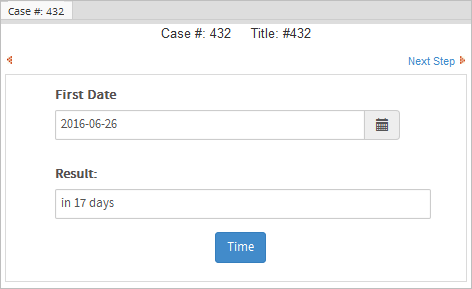 Case #: 432
Case #: 432 Title: #432
Next Step
First Date
2016-06-26
Result:
in 17 days
Time